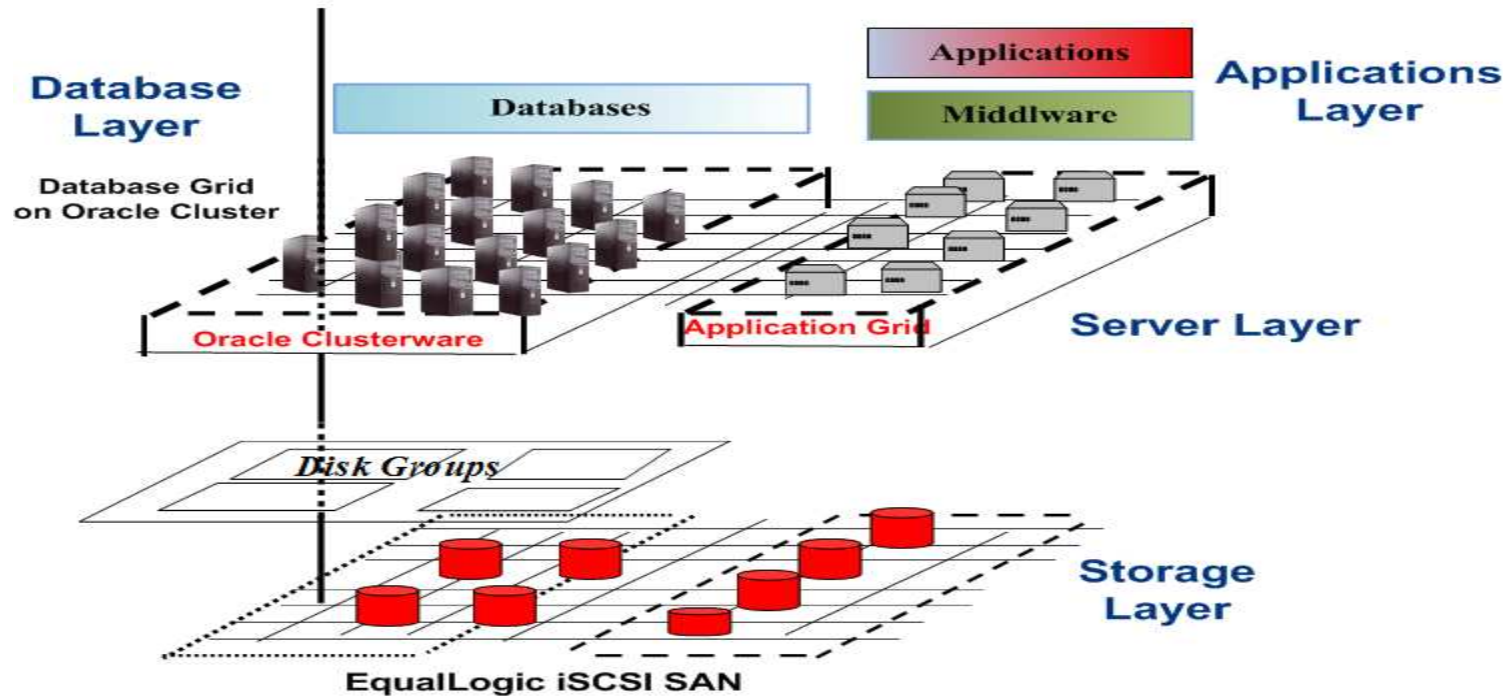 Database
Layer
Databases
Applications
Middlware
Applications
Layer
Database Grid
on Oracle Cluster
Oracle Clusterware
Application Grid
Server Layer
Disk Groups
Storage
Layer
EqualLogic iSCSI SAN